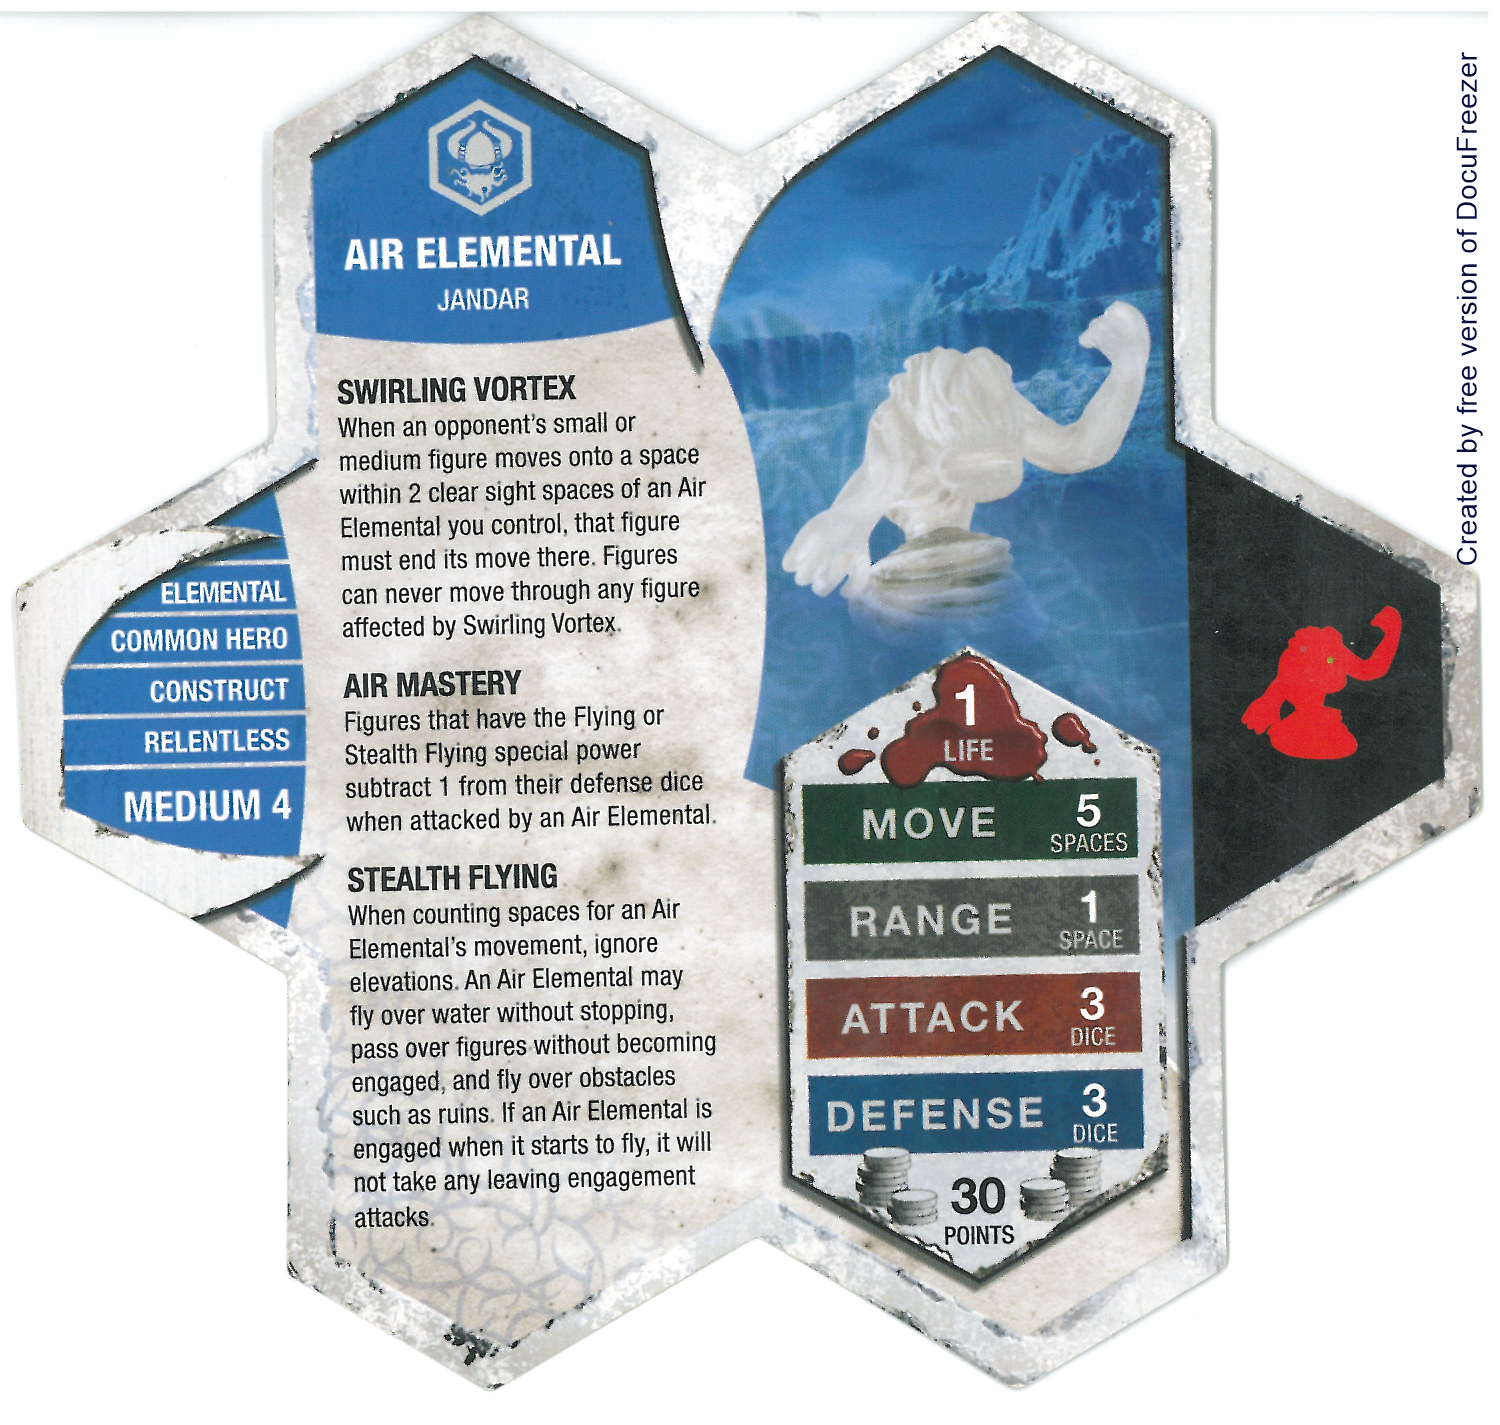 AIR ELEMENTAL
JANDAR
SWIRLING VORTEX
When an opponent's small or
medium figure moves onto a space
within 2 clear sight spaces of an Air
Elemental you control, that figure
must end its move there. Figures
can never move through any figure
affected by Swirling Vortex.
AIR MASTERY
Figures that have the Flying or
Stealth Flying special power
subtract 1 from their defense dice
when attacked by an Air Elemental.
STEALTH FLYING
When counting spaces for an Air
Elemental's movement, ignore
elevations. An Air Elemental may
fly over water without stopping,
pass over figures without becoming
engaged, and fly over obstacles
such as ruins. If an Air Elemental is
engaged when it starts to fly, it will
not take any leaving engagement
attacks.
ELEMENTAL
COMMON HERO
CONSTRUCT
RELENTLESS
MEDIUM 4
1
LIFE
MOVE 5
SPACES
RANGE 1
SPACE
ATTACK 3
DICE
DEFENSE 3
DICE
30
POINTS
Created by free version of DocuFreezer